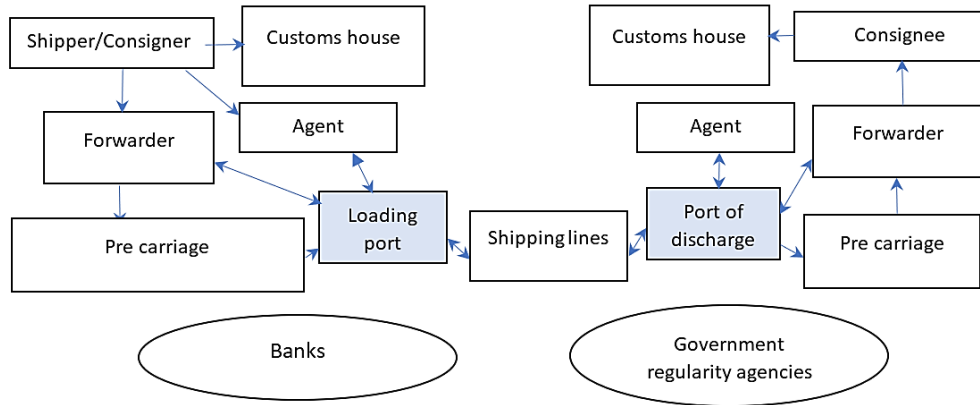 Shipper/Consigner
Customs house
Customs house
Consignee
Forwarder
Agent
Agent
Forwarder
Loading
port
Port of
discharge
Pre carriage
Shipping lines
Pre carriage
Banks
Government
regularity agencies